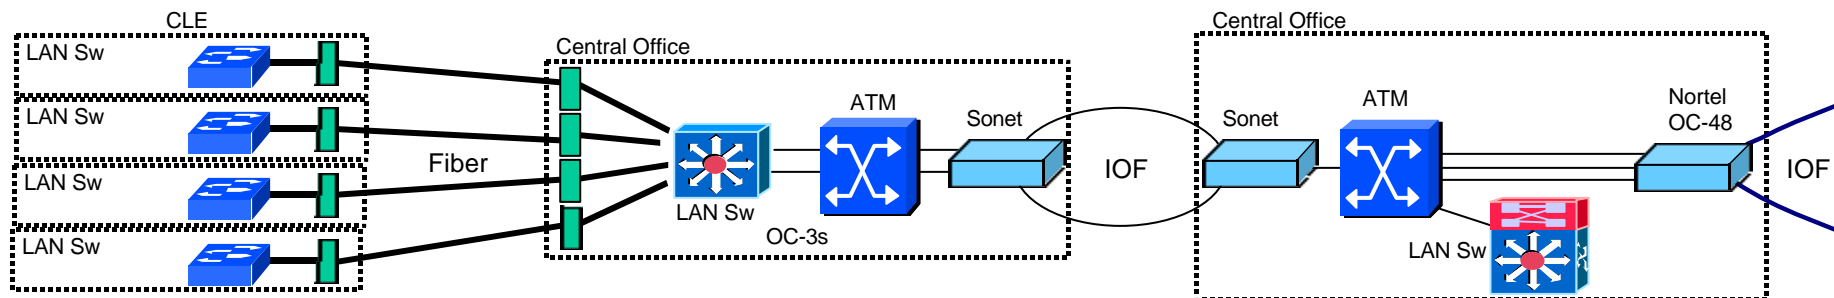 CLE
LAN Sw
LAN Sw
LAN Sw
LAN Sw
Fiber
Central Office
LAN Sw
ATM
OC-3s
Sonet
IOF
Central Office
Sonet
ATM
LAN Sw
Nortel
OC-48
IOF